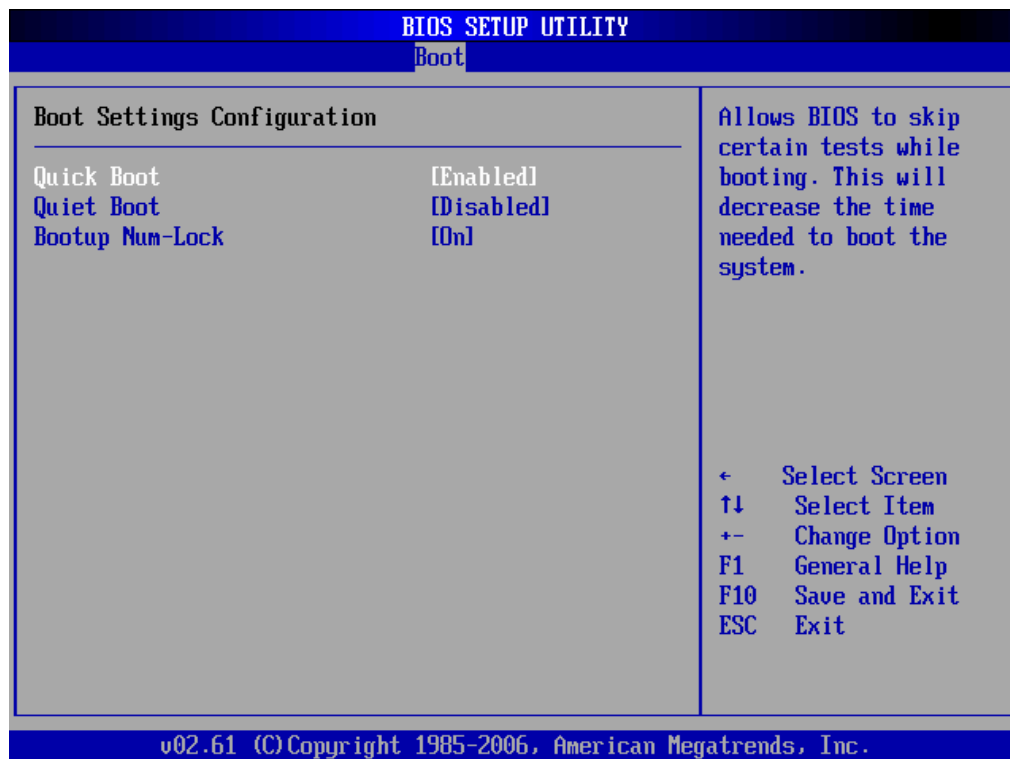 BIOS SETUP UTILITY
Boot
Boot Settings Configuration
Quick Boot [Enabled]
Quiet Boot [Disabled]
Bootup Num-Lock [On]
Allows BIOS to skip
certain tests while
booting. This will
decrease the time
needed to boot the
system.
← Select Screen
↑↓ Select Item
+- Change Option
F1 General Help
F10 Save and Exit
ESC Exit
v02.61 (C)Copyright 1985-2006, American Megatrends, Inc.